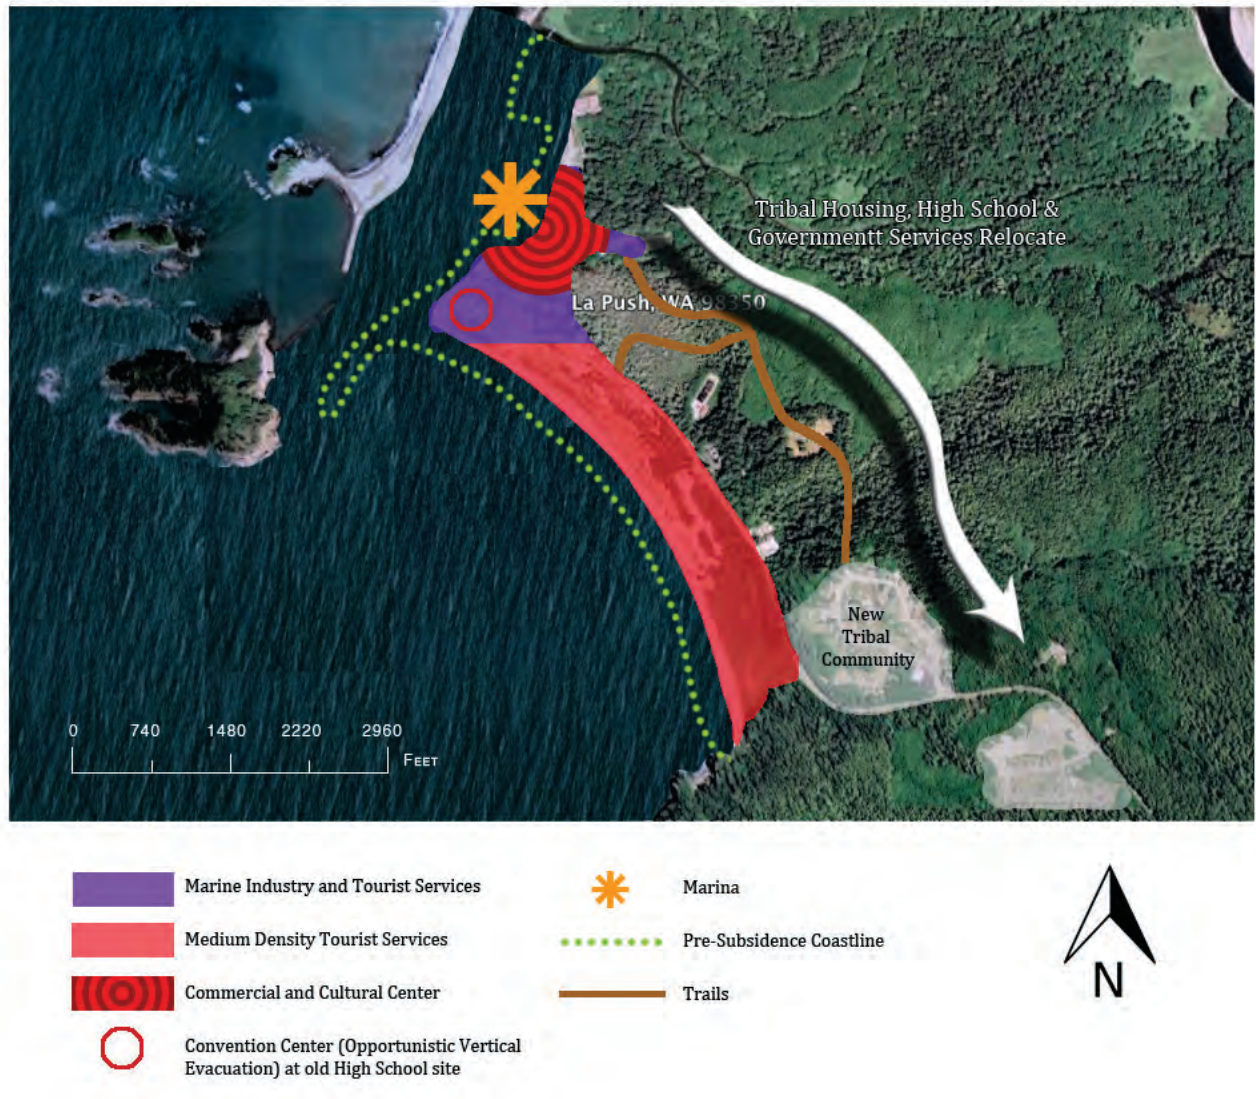 Tribal Housing, High School &
Governmentt Services Relocate
La Push, WA 98350
New
Tribal
Community
0 740 1480 2220 2960
FEET
Marine Industry and Tourist Services
Medium Density Tourist Services
Commercial and Cultural Center
Convention Center (Opportunistic Vertical
Evacuation) at old High School site
Marina
Pre-Subsidence Coastline
Trails
N